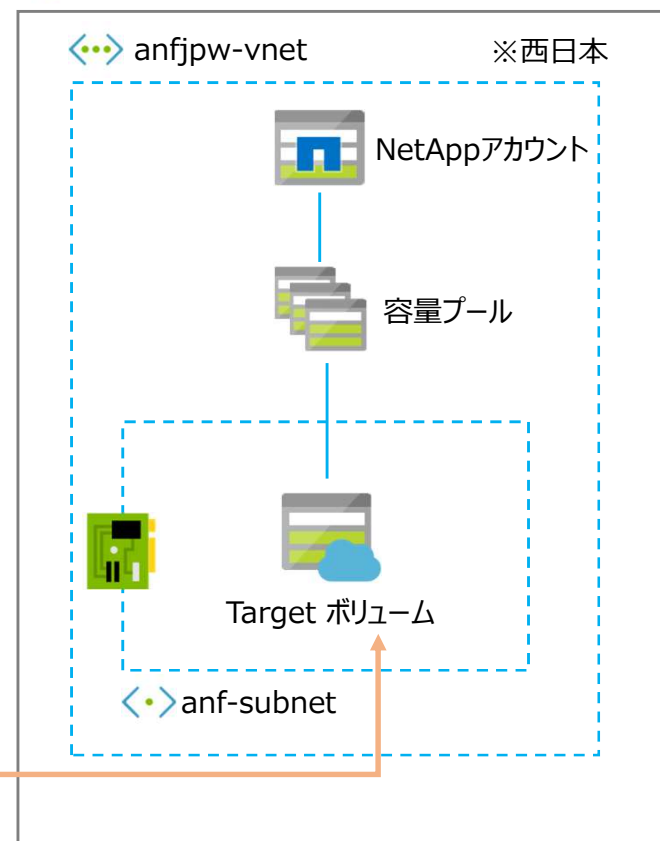 anfjpw-vnet
※西日本
NetAppアカウント
容量プール
Target ボリューム
anf-subnet